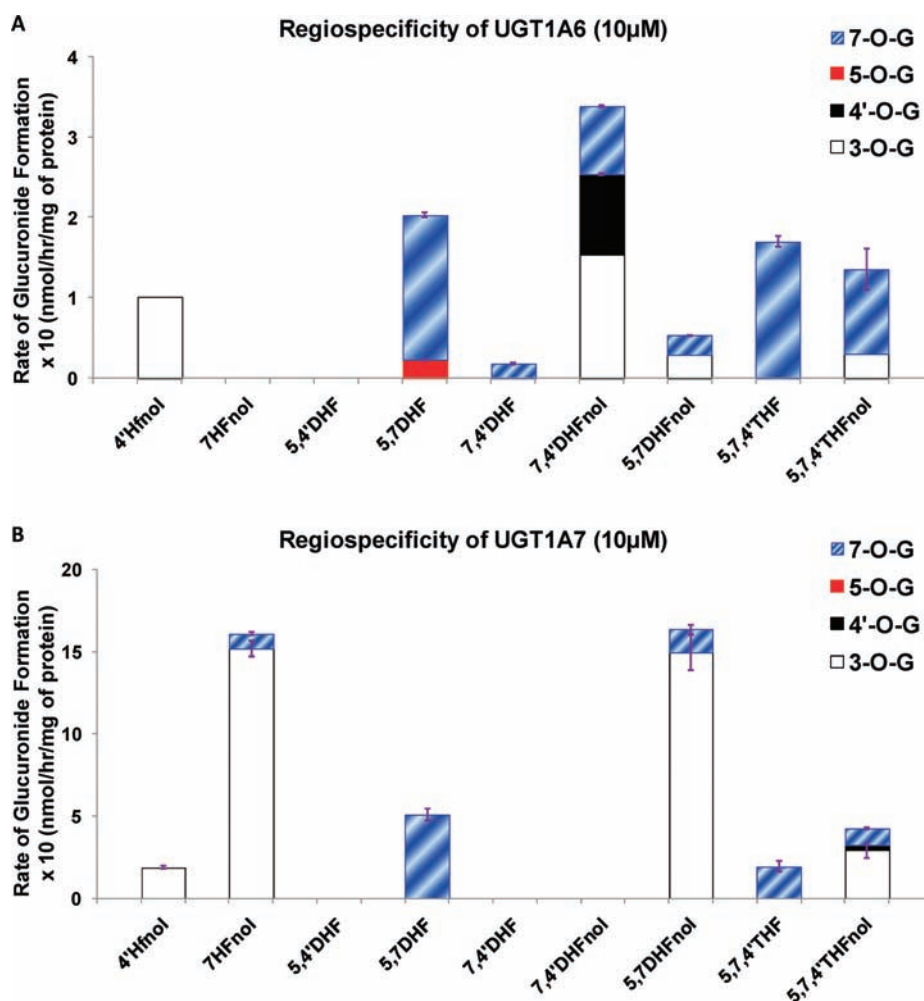 A
Regiospecificity of UGT1A6 (10µM)
7-O-G
5-O-G
4'-O-G
3-O-G
Rate of Glucuronide Formation
x 10 (nmol/hr/mg of protein)
4
3
2
1
0
4'Hfnol
7HFnol
5,4'DHF
5,7DHF
7,4'DHF
7,4'DHFnol
5,7DHFnol
5,7,4'THF
5,7,4'THFnol
B
Regiospecificity of UGT1A7 (10µM)
7-O-G
5-O-G
4'-O-G
3-O-G
Rate of Glucuronide Formation
x 10 (nmol/hr/mg of protein)
20
15
10
5
0
4'Hfnol
7HFnol
5,4'DHF
5,7DHF
7,4'DHF
7,4'DHFnol
5,7DHFnol
5,7,4'THF
5,7,4'THFnol